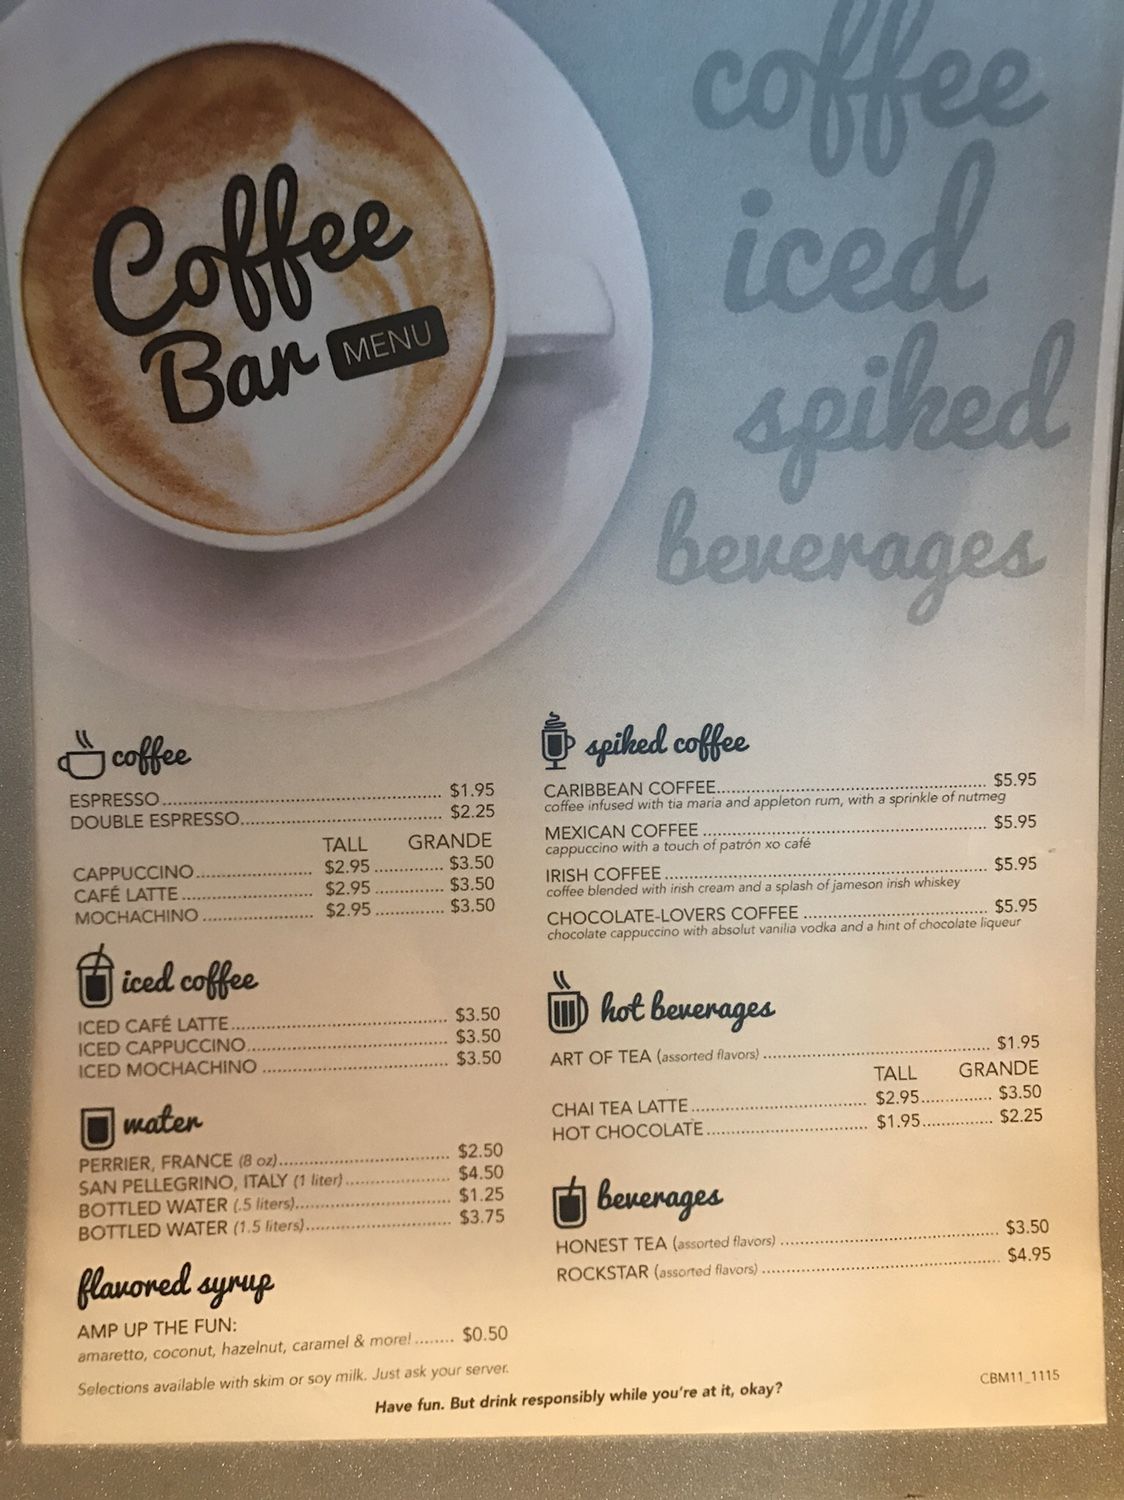 coffee
iced
spiked
beverages
Coffee
Bar MENU
coffee
ESPRESSO........ $1.95
DOUBLE ESPRESSO........ $2.25
TALL GRANDE
CAPPUCCINO........ $2.95........ $3.50
CAFÉ LATTE........ $2.95........ $3.50
MOCHACHINO........ $2.95........ $3.50
iced coffee
ICED CAFÉ LATTE........ $3.50
ICED CAPPUCCINO........ $3.50
ICED MOCHACHINO........ $3.50
water
PERRIER, FRANCE (8 oz)........ $2.50
SAN PELLEGRINO, ITALY (1 liter)........ $4.50
BOTTLED WATER (.5 liters)........ $1.25
BOTTLED WATER (1.5 liters)........ $3.75
flavored syrup
AMP UP THE FUN:
amaretto, coconut, hazelnut, caramel & more!........ $0.50
Selections available with skim or soy milk. Just ask your server.
spiked coffee
CARIBBEAN COFFEE........ $5.95
coffee infused with tia maria and appleton rum, with a sprinkle of nutmeg
MEXICAN COFFEE........ $5.95
cappuccino with a touch of patrón xo café
IRISH COFFEE........ $5.95
coffee blended with irish cream and a splash of jameson irish whiskey
CHOCOLATE-LOVERS COFFEE........ $5.95
chocolate cappuccino with absolut vanilia vodka and a hint of chocolate liqueur
hot beverages
ART OF TEA (assorted flavors)........ $1.95
TALL GRANDE
CHAI TEA LATTE........ $2.95........ $3.50
HOT CHOCOLATE........ $1.95........ $2.25
beverages
HONEST TEA (assorted flavors)........ $3.50
ROCKSTAR (assorted flavors)........ $4.95
CBM11_1115
Have fun. But drink responsibly while you're at it, okay?